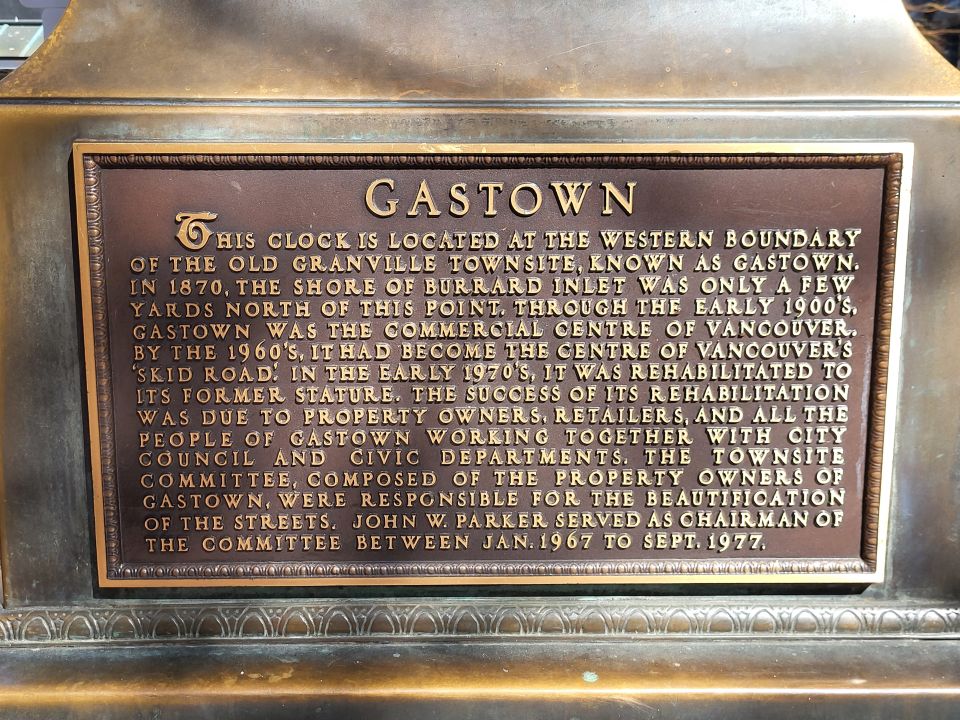 GASTOWN
THIS CLOCK IS LOCATED AT THE WESTERN BOUNDARY
OF THE OLD GRANVILLE TOWNSITE, KNOWN AS GASTOWN.
IN 1870, THE SHORE OF BURRARD INLET WAS ONLY A FEW
YARDS NORTH OF THIS POINT. THROUGH THE EARLY 1900'S,
GASTOWN WAS THE COMMERCIAL CENTRE OF VANCOUVER.
BY THE 1960'S, IT HAD BECOME THE CENTRE OF VANCOUVER'S
'SKID ROAD.' IN THE EARLY 1970'S, IT WAS REHABILITATED TO
ITS FORMER STATURE. THE SUCCESS OF ITS REHABILITATION
WAS DUE TO PROPERTY OWNERS, RETAILERS, AND ALL THE
PEOPLE OF GASTOWN WORKING TOGETHER WITH CITY
COUNCIL AND CIVIC DEPARTMENTS. THE TOWNSITE
COMMITTEE, COMPOSED OF THE PROPERTY OWNERS OF
GASTOWN, WERE RESPONSIBLE FOR THE BEAUTIFICATION
OF THE STREETS. JOHN W. PARKER SERVED AS CHAIRMAN OF
THE COMMITTEE BETWEEN JAN. 1967 TO SEPT. 1977.